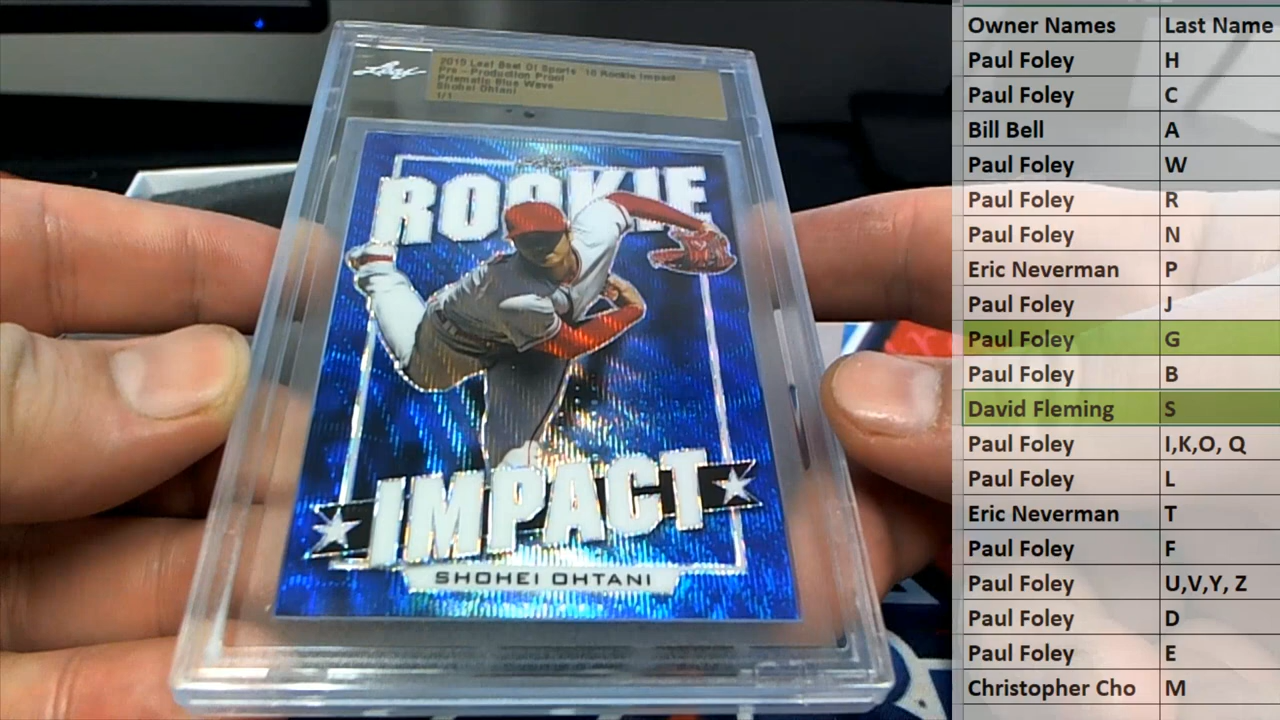 Leaf
2019 Leaf Best Of Sports '18 Rookie Impact
Pre - Production Proof
Prismatic Blue Wave
Shohei Ohtani
1/1
ROOKIE
IMPACT
SHOHEI OHTANI
Owner Names Last Name
Paul Foley H
Paul Foley C
Bill Bell A
Paul Foley W
Paul Foley R
Paul Foley N
Eric Neverman P
Paul Foley J
Paul Foley G
Paul Foley B
David Fleming S
Paul Foley I,K,O, Q
Paul Foley L
Eric Neverman T
Paul Foley F
Paul Foley U,V,Y, Z
Paul Foley D
Paul Foley E
Christopher Cho M